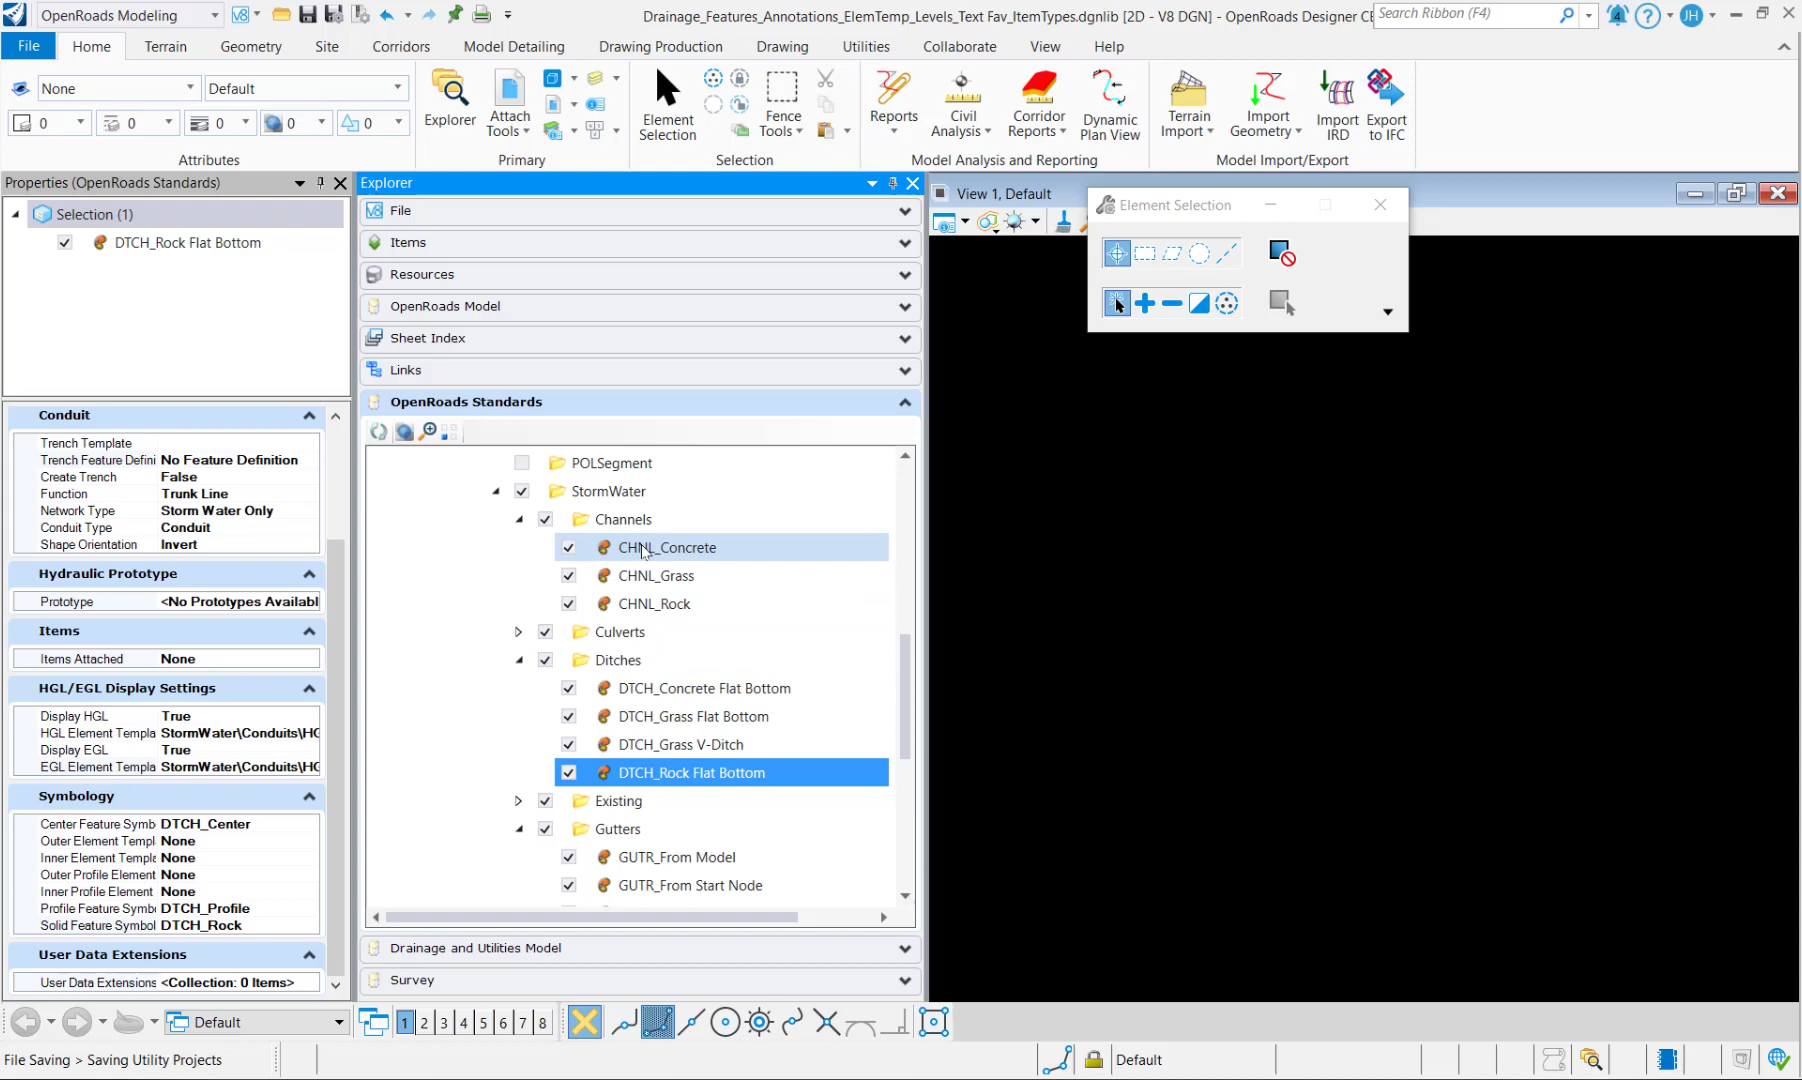 OpenRoads Modeling
Drainage_Features_Annotations_ElemTemp_Levels_Text Fav_ItemTypes.dgnlib [2D - V8 DGN] - OpenRoads Designer CE
Search Ribbon (F4)
4
JH
File
Home
Terrain
Geometry
Site
Corridors
Model Detailing
Drawing Production
Drawing
Utilities
Collaborate
View
Help
None
Default
0
0
0
0
0
Attributes
Explorer
Attach
Tools
Primary
Element
Selection
Fence
Tools
Selection
Reports
Civil
Analysis
Corridor
Reports
Dynamic
Plan View
Model Analysis and Reporting
Terrain
Import
Import
Geometry
Import
IRD
Export
to IFC
Model Import/Export
Properties (OpenRoads Standards)
Selection (1)
DTCH_Rock Flat Bottom
Conduit
Trench Template
Trench Feature Defini No Feature Definition
Create Trench False
Function Trunk Line
Network Type Storm Water Only
Conduit Type Conduit
Shape Orientation Invert
Hydraulic Prototype
Prototype <No Prototypes Availabl
Items
Items Attached None
HGL/EGL Display Settings
Display HGL True
HGL Element Templa StormWater\Conduits\HG
Display EGL True
EGL Element Templa StormWater\Conduits\HG
Symbology
Center Feature Symb DTCH_Center
Outer Element Templ None
Inner Element Templ None
Outer Profile Element None
Inner Profile Element None
Profile Feature Symb DTCH_Profile
Solid Feature Symbol DTCH_Rock
User Data Extensions
User Data Extensions <Collection: 0 Items>
Explorer
File
Items
Resources
OpenRoads Model
Sheet Index
Links
OpenRoads Standards
POLSegment
StormWater
Channels
CHNL_Concrete
CHNL_Grass
CHNL_Rock
Culverts
Ditches
DTCH_Concrete Flat Bottom
DTCH_Grass Flat Bottom
DTCH_Grass V-Ditch
DTCH_Rock Flat Bottom
Existing
Gutters
GUTR_From Model
GUTR_From Start Node
Drainage and Utilities Model
Survey
View 1, Default
Element Selection
Default
1 2 3 4 5 6 7 8
File Saving > Saving Utility Projects
Default